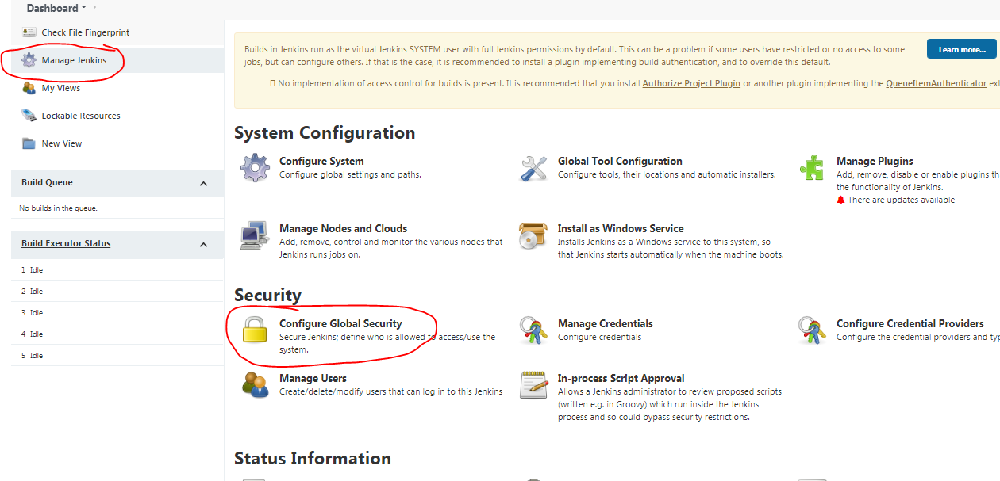 Dashboard
Check File Fingerprint
Manage Jenkins
My Views
Lockable Resources
New View
Build Queue
No builds in the queue.
Build Executor Status
1 Idle
2 Idle
3 Idle
4 Idle
5 Idle
Builds in Jenkins run as the virtual Jenkins SYSTEM user with full Jenkins permissions by default. This can be a problem if some users have restricted or no access to some
jobs, but can configure others. If that is the case, it is recommended to install a plugin implementing build authentication, and to override this default.
Learn more...
No implementation of access control for builds is present. It is recommended that you install Authorize Project Plugin or another plugin implementing the QueueItemAuthenticator ext
System Configuration
Configure System
Configure global settings and paths.
Global Tool Configuration
Configure tools, their locations and automatic installers.
Manage Plugins
Add, remove, disable or enable plugins th
the functionality of Jenkins.
There are updates available
Manage Nodes and Clouds
Add, remove, control and monitor the various nodes that
Jenkins runs jobs on.
Install as Windows Service
Installs Jenkins as a Windows service to this system, so
that Jenkins starts automatically when the machine boots.
Security
Configure Global Security
Secure Jenkins; define who is allowed to access/use the
system.
Manage Credentials
Configure credentials
Configure Credential Providers
Configure the credential providers and typ
Manage Users
Create/delete/modify users that can log in to this Jenkins
In-process Script Approval
Allows a Jenkins administrator to review proposed scripts
(written e.g. in Groovy) which run inside the Jenkins
process and so could bypass security restrictions.
Status Information